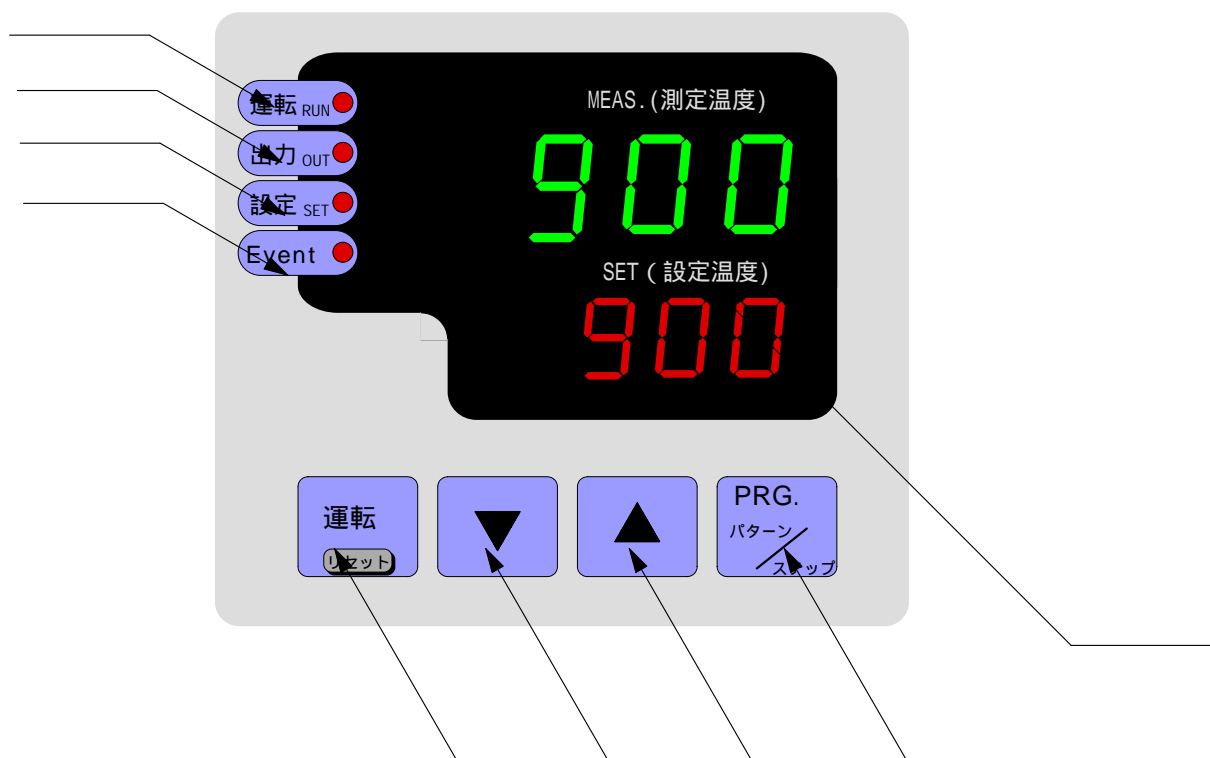 運転 RUN
出力 OUT
設定 SET
Event
MEAS.(測定温度)
900
SET (設定温度)
900
運転
リセット
▼
▲
PRG.
パターン
ステップ